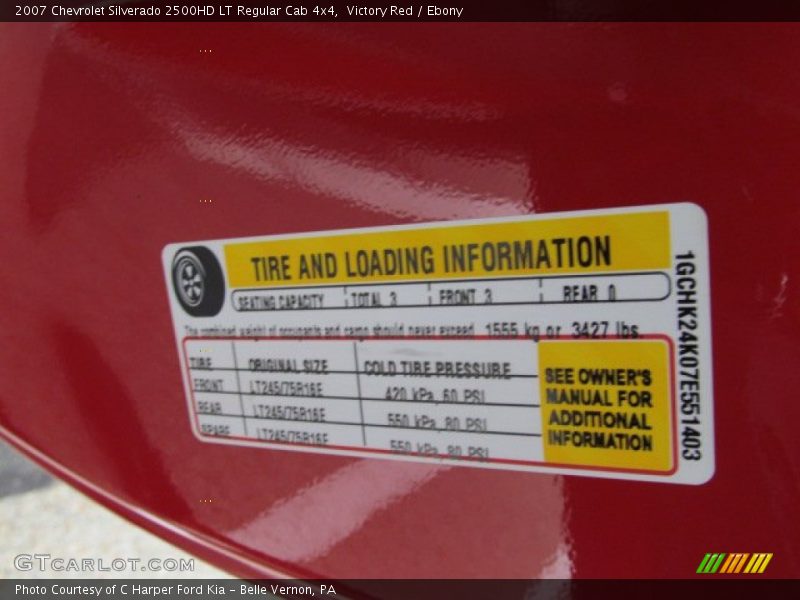 2007 Chevrolet Silverado 2500HD LT Regular Cab 4x4,  Victory Red / Ebony
TIRE AND LOADING INFORMATION
SEATING CAPACITY TOTAL 3 FRONT 3 REAR 0
The combined weight of occupants and cargo should never exceed 1555 kg or 3427 lbs.
TIRE ORIGINAL SIZE COLD TIRE PRESSURE
FRONT LT245/75R16E 420 kPa, 60 PSI
REAR LT245/75R16E 550 kPa, 80 PSI
SPARE LT245/75R16E 550 kPa, 80 PSI
SEE OWNER'S
MANUAL FOR
ADDITIONAL
INFORMATION
1GCHK24K07E551403
GTCARLOT.COM
Photo Courtesy of C Harper Ford Kia – Belle Vernon, PA